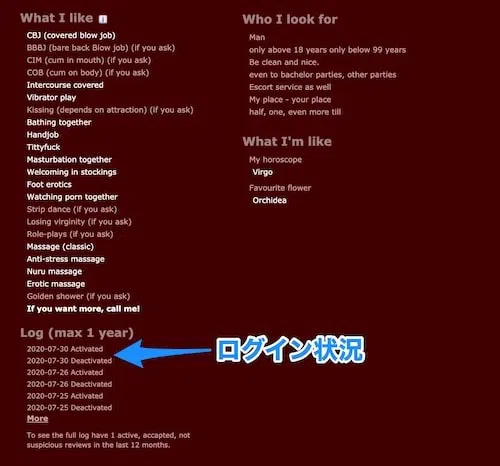 What I like
CBJ (covered blow job)
BBBJ (bare back Blow job) (if you ask)
CIM (cum in mouth) (if you ask)
COB (cum on body) (if you ask)
Intercourse covered
Vibrator play
Kissing (depends on attraction) (if you ask)
Bathing together
Handjob
Tittyfuck
Masturbation together
Welcoming in stockings
Foot erotics
Watching porn together
Strip dance (if you ask)
Losing virginity (if you ask)
Role-plays (if you ask)
Massage (classic)
Anti-stress massage
Nuru massage
Erotic massage
Golden shower (if you ask)
If you want more, call me!
Log (max 1 year)
2020-07-30 Activated
2020-07-30 Deactivated
2020-07-26 Activated
2020-07-26 Deactivated
2020-07-25 Activated
2020-07-25 Deactivated
More
To see the full log have 1 active, accapted, not
suspicious reviews in the last 12 months.
ログイン状況
Who I look for
Man
only above 18 years only below 99 years
Be clean and nice.
even to bachelor parties, other parties
Escort service as well
My place - your place
half, one, even more till
What I'm like
My horoscope
Virgo
Favourite flower
Orchidea